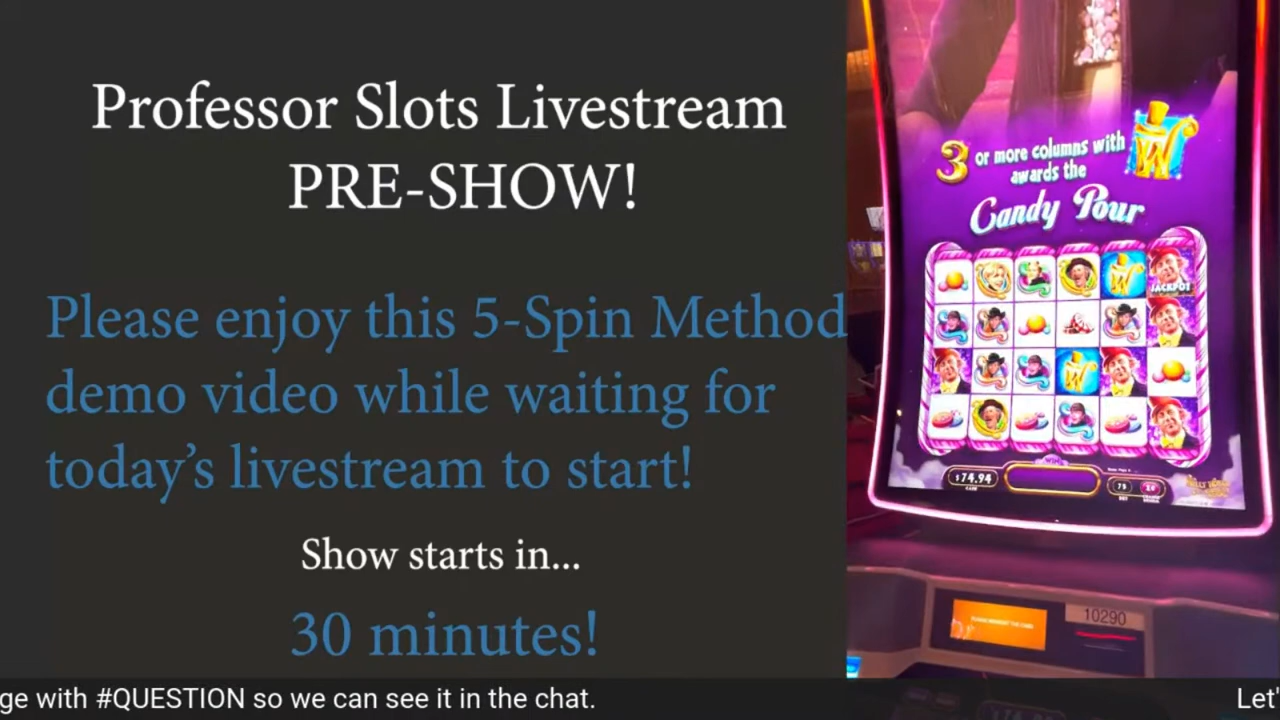 Professor Slots Livestream
PRE-SHOW!
Please enjoy this 5-Spin Method
demo video while waiting for
today's livestream to start!
Show starts in...
30 minutes!
ge with #QUESTION so we can see it in the chat.
Let'
3 or more columns with W
awards the
Candy Pour
JACKPOT
W
WIN
$74.94
75
10290